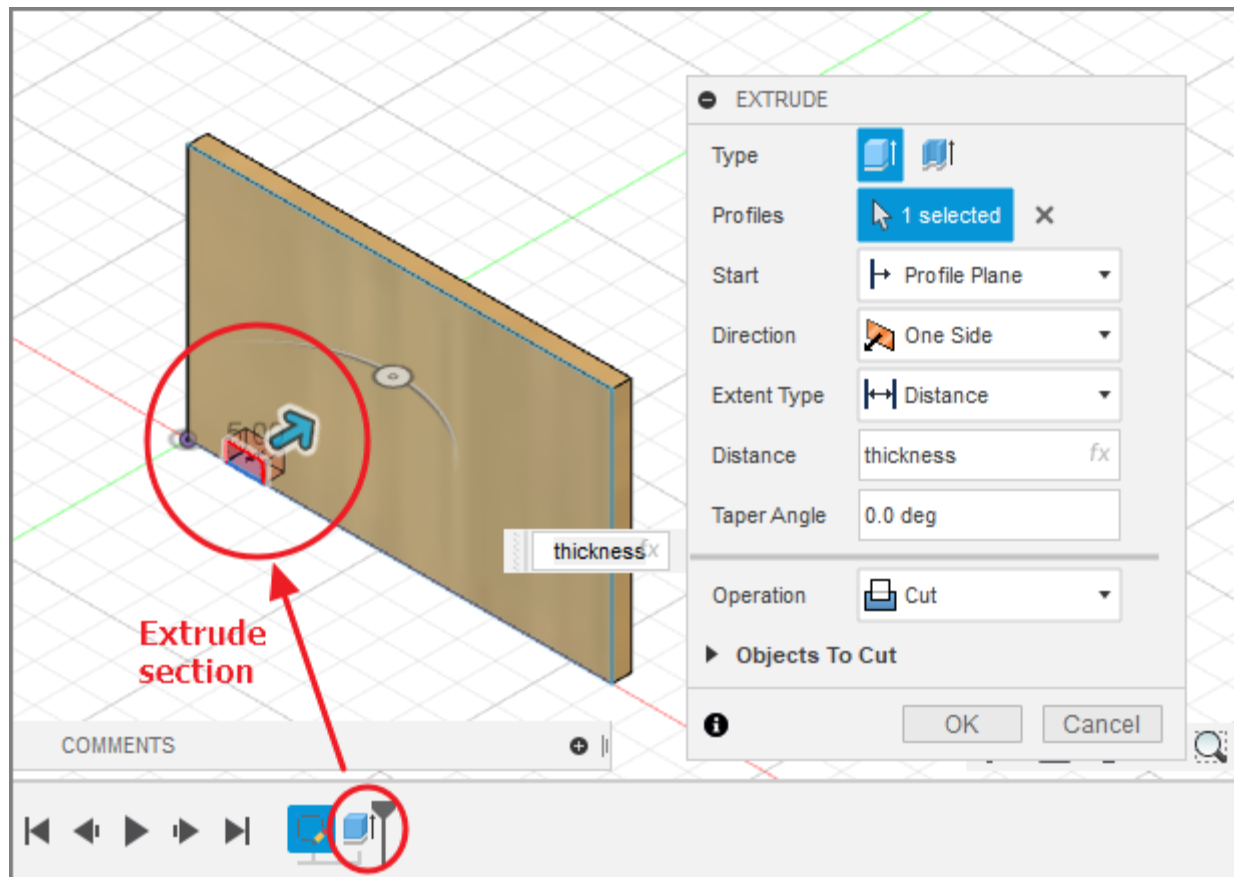 EXTRUDE
Type
Profiles
1 selected
Start
Profile Plane
Direction
One Side
Extent Type
Distance
Distance
thickness
fx
Taper Angle
0.0 deg
thickness
fx
Operation
Cut
Objects To Cut
OK
Cancel
Extrude
section
COMMENTS